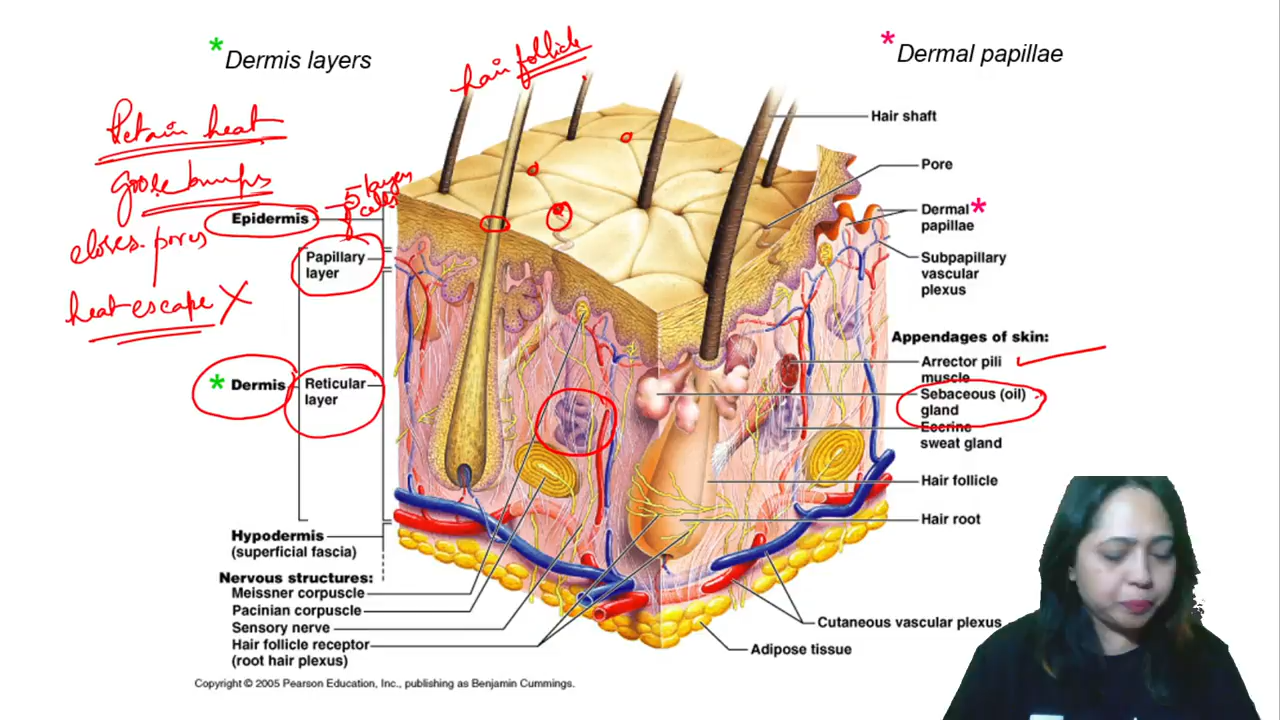 * Dermis layers
* Dermal papillae
hair follicle
Retain heat
goosebumps
5 layers
cells
closes pores
heat escape X
Epidermis
Papillary
layer
* Dermis
Reticular
layer
Hypodermis
(superficial fascia)
Nervous structures:
Meissner corpuscle
Pacinian corpuscle
Sensory nerve
Hair follicle receptor
(root hair plexus)
Hair shaft
Pore
Dermal *
papillae
Subpapillary
vascular
plexus
Appendages of skin:
Arrector pili
muscle
Sebaceous (oil)
gland
Eccrine
sweat gland
Hair follicle
Hair root
Cutaneous vascular plexus
Adipose tissue
Copyright © 2005 Pearson Education, Inc., publishing as Benjamin Cummings.